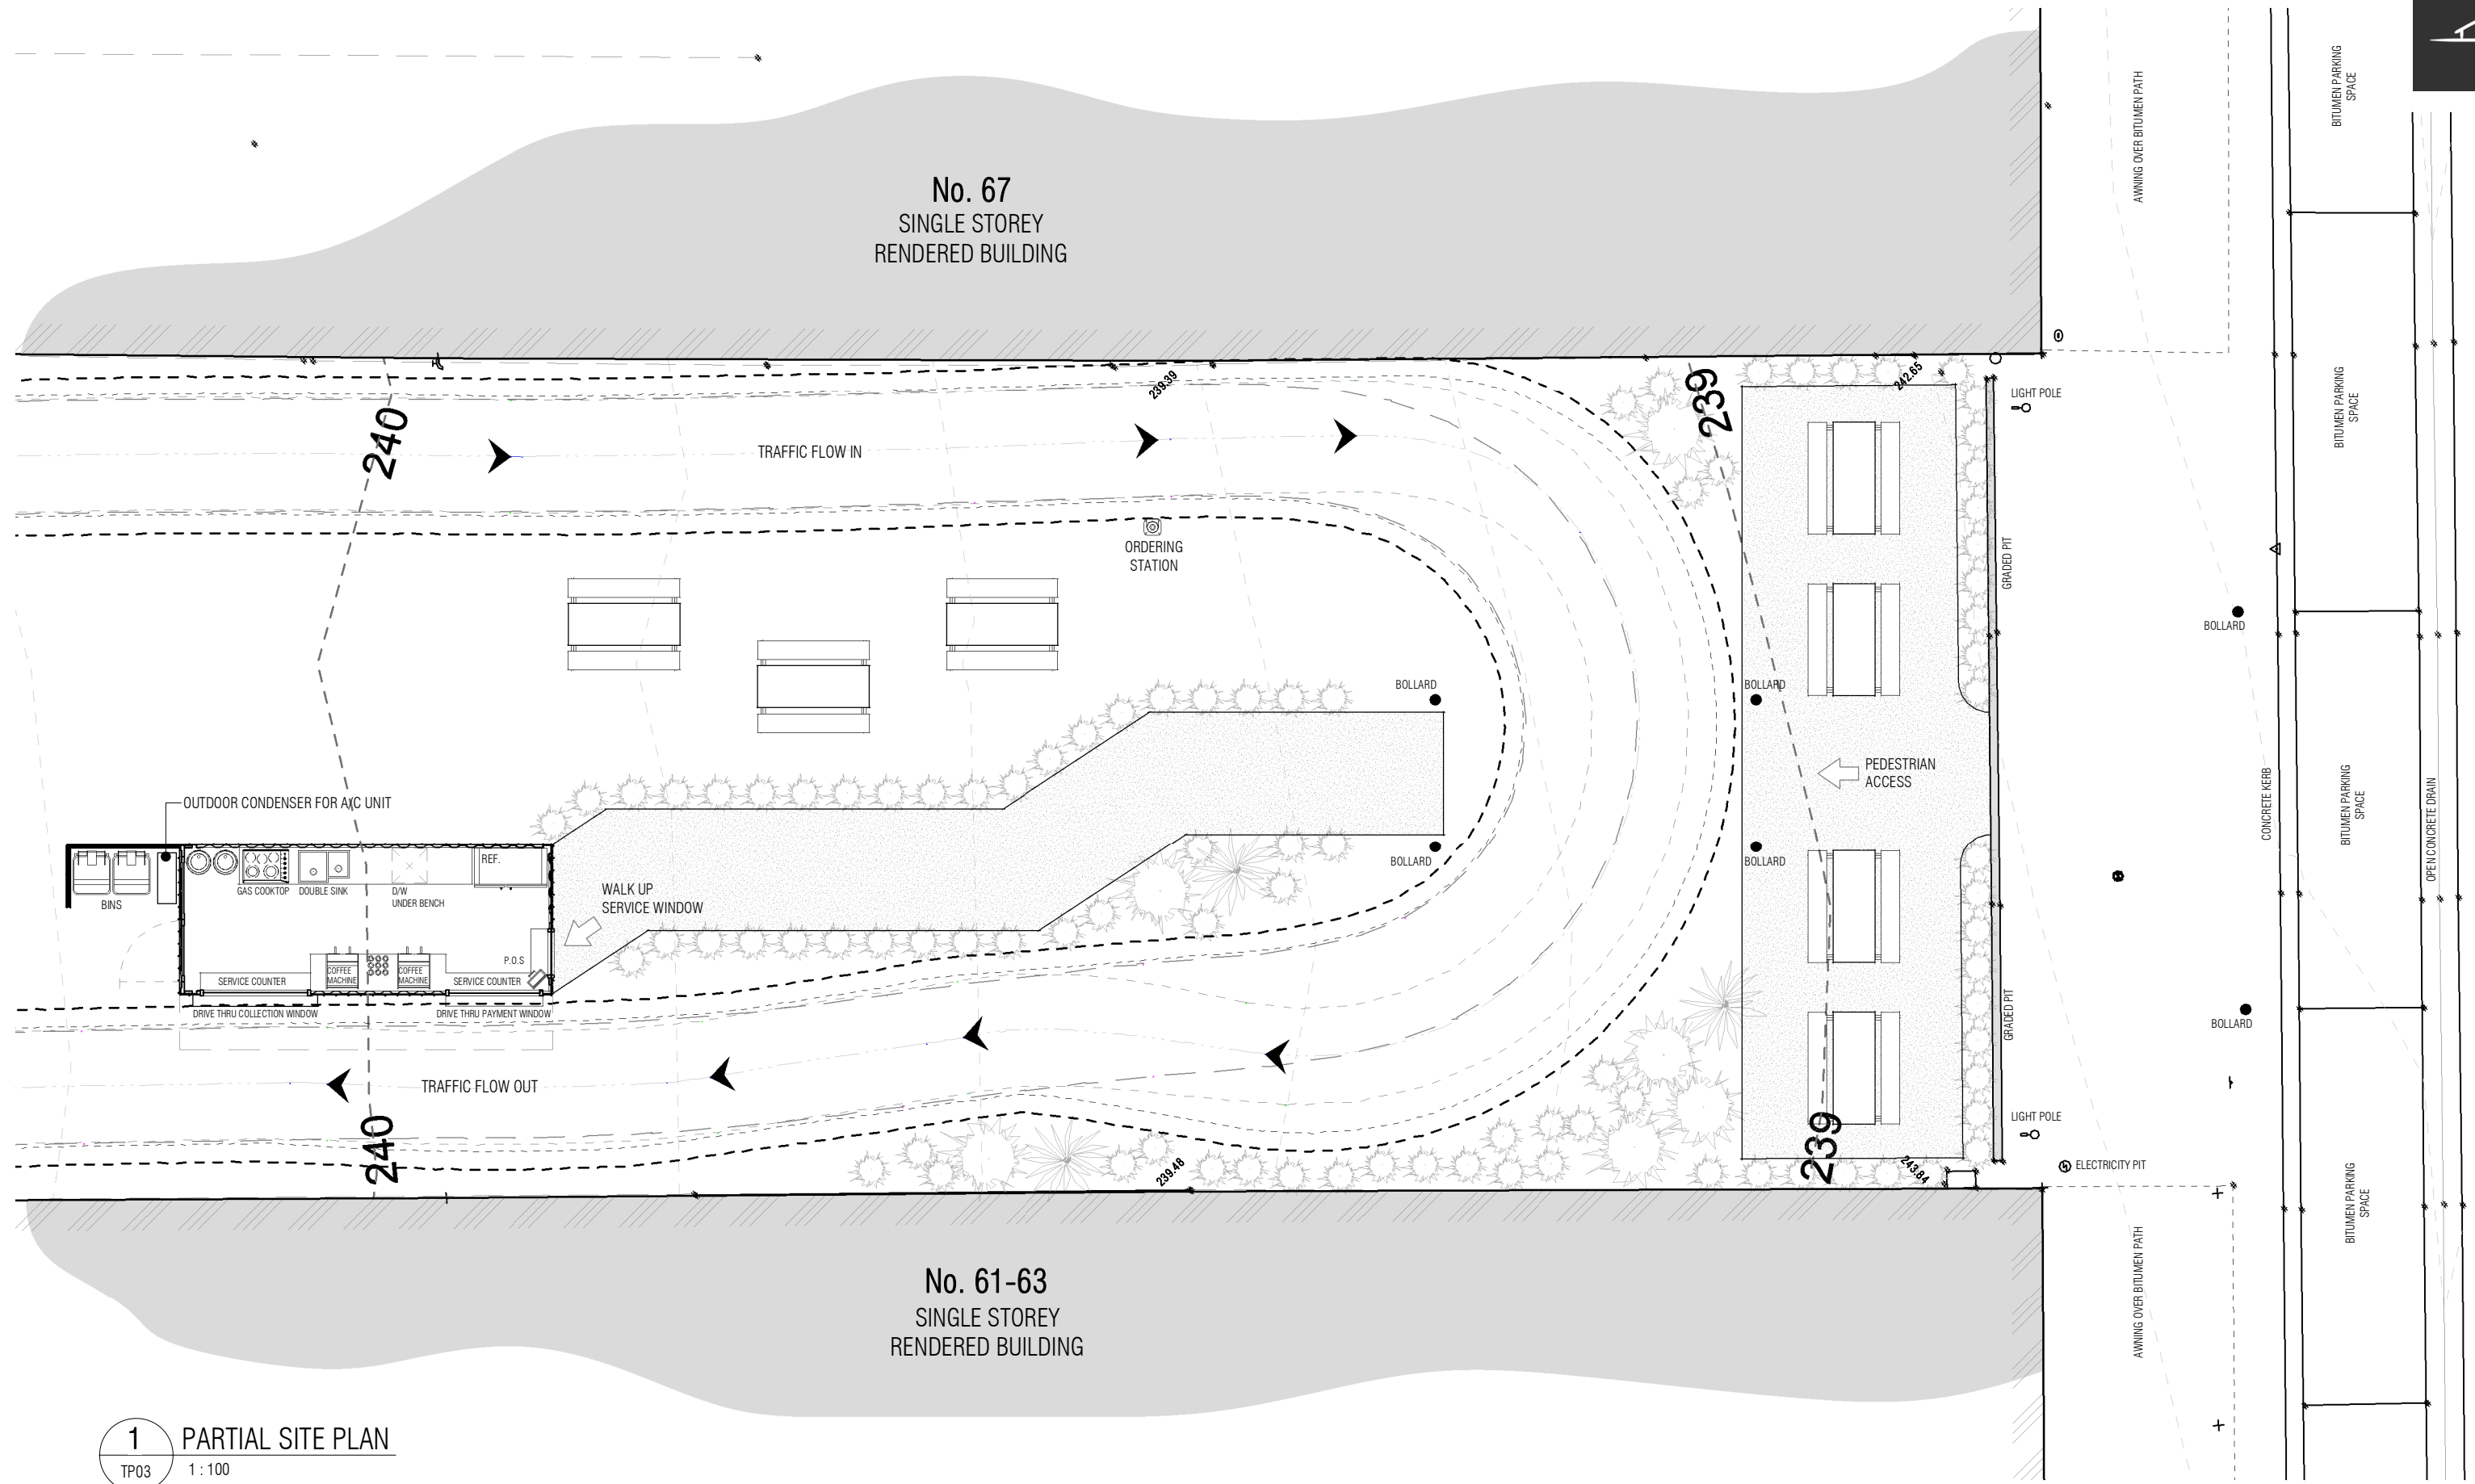 No. 67
SINGLE STOREY
RENDERED BUILDING
AWNING OVER BITUMEN PATH
BITUMEN PARKING
SPACE
240
TRAFFIC FLOW IN
239.39
239
242.65
LIGHT POLE
BITUMEN PARKING
SPACE
ORDERING
STATION
GRADED PIT
BOLLARD
BOLLARD
BOLLARD
PEDESTRIAN
ACCESS
CONCRETE KERB
BITUMEN PARKING
SPACE
OPEN CONCRETE DRAIN
OUTDOOR CONDENSER FOR A/C UNIT
BOLLARD
BOLLARD
BINS
GAS COOKTOP
DOUBLE SINK
D/W
UNDER BENCH
REF.
WALK UP
SERVICE WINDOW
P.O.S
SERVICE COUNTER
COFFEE
MACHINE
COFFEE
MACHINE
SERVICE COUNTER
DRIVE THRU COLLECTION WINDOW
DRIVE THRU PAYMENT WINDOW
GRADED PIT
BOLLARD
TRAFFIC FLOW OUT
240
239.48
239
243.84
LIGHT POLE
ELECTRICITY PIT
BITUMEN PARKING
SPACE
AWNING OVER BITUMEN PATH
No. 61-63
SINGLE STOREY
RENDERED BUILDING
1
TP03
PARTIAL SITE PLAN
1 : 100